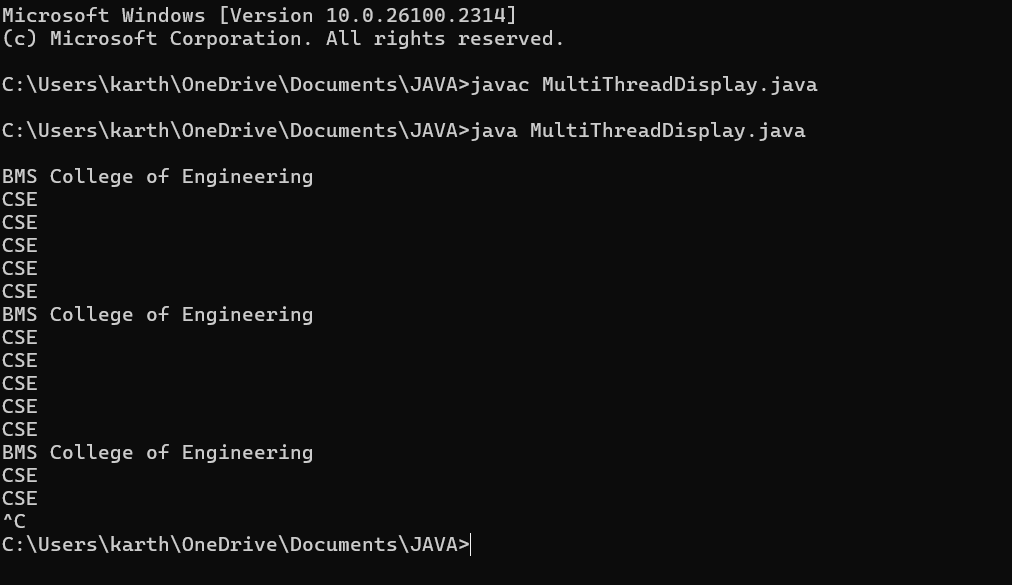 Microsoft Windows [Version 10.0.26100.2314]
(c) Microsoft Corporation. All rights reserved.
C:\Users\karth\OneDrive\Documents\JAVA>javac MultiThreadDisplay.java
C:\Users\karth\OneDrive\Documents\JAVA>java MultiThreadDisplay.java
BMS College of Engineering
CSE
CSE
CSE
CSE
CSE
BMS College of Engineering
CSE
CSE
CSE
CSE
CSE
BMS College of Engineering
CSE
CSE
^C
C:\Users\karth\OneDrive\Documents\JAVA>